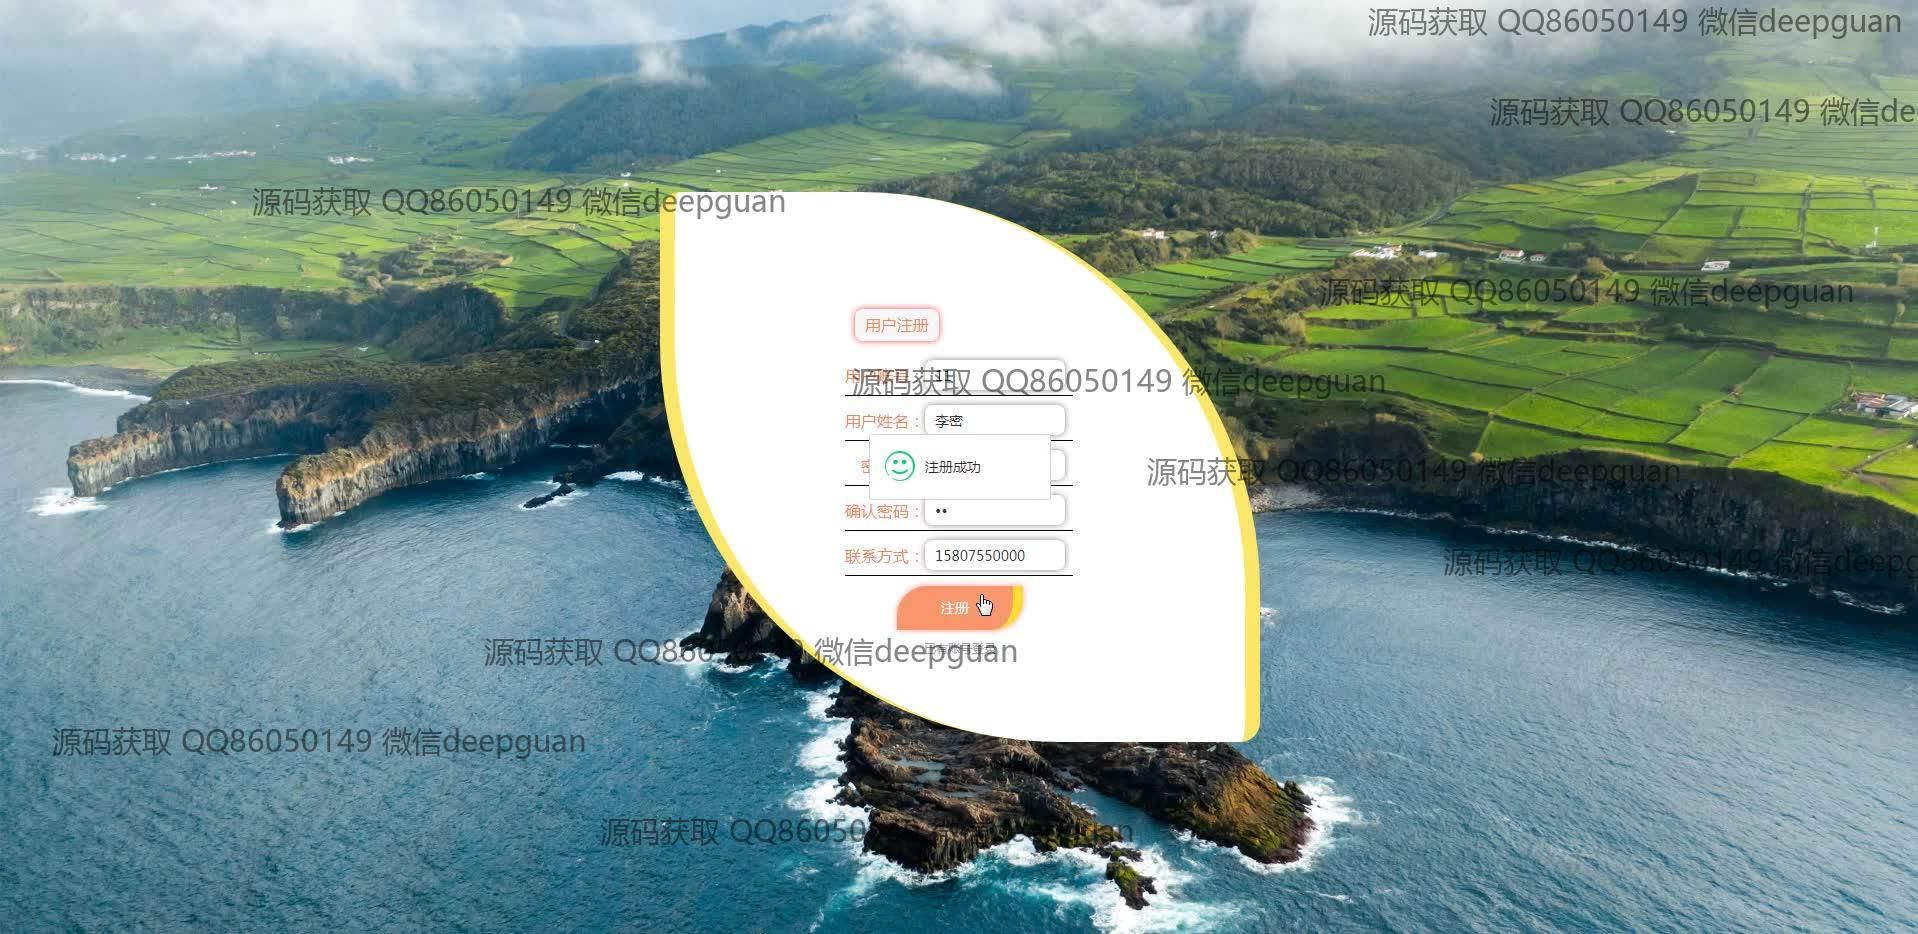 源码获取 QQ86050149 微信deepguan
源码获取 QQ86050149 微信de
源码获取 QQ86050149 微信deepguan
源码获取 QQ86050149 微信deepguan
用户注册
源码获取 QQ86050149 微信deepguan
11
用户姓名：
李密
注册成功
源码获取 QQ86050149 微信deepguan
确认密码：
••
联系方式：
15807550000
源码获取 QQ86050149 微信deepg
注册
已有账号登录
源码获取 QQ860 微信deepguan
源码获取 QQ86050149 微信deepguan
源码获取 QQ86050